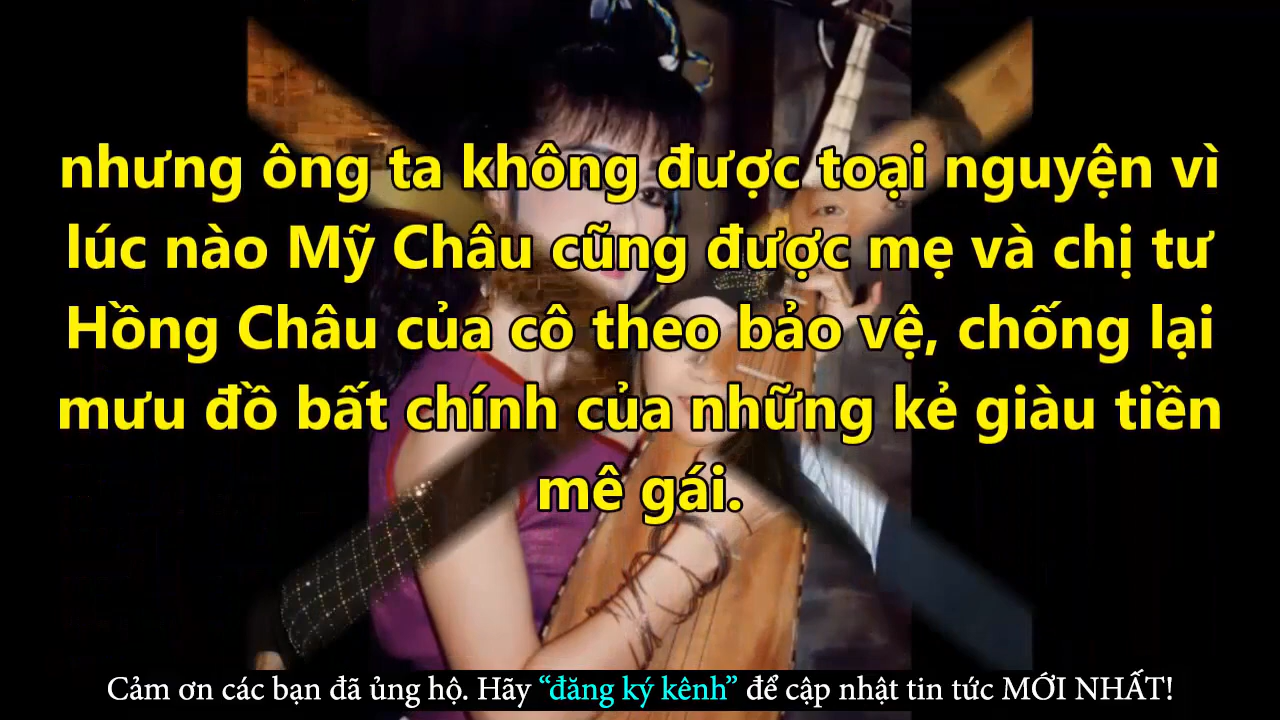 nhưng ông ta không được toại nguyện vì
lúc nào Mỹ Châu cũng được mẹ và chị tư
Hồng Châu của cô theo bảo vệ, chống lại
mưu đồ bất chính của những kẻ giàu tiền
mê gái.
Cảm ơn các bạn đã ủng hộ. Hãy “đăng ký kênh” để cập nhật tin tức MỚI NHẤT!